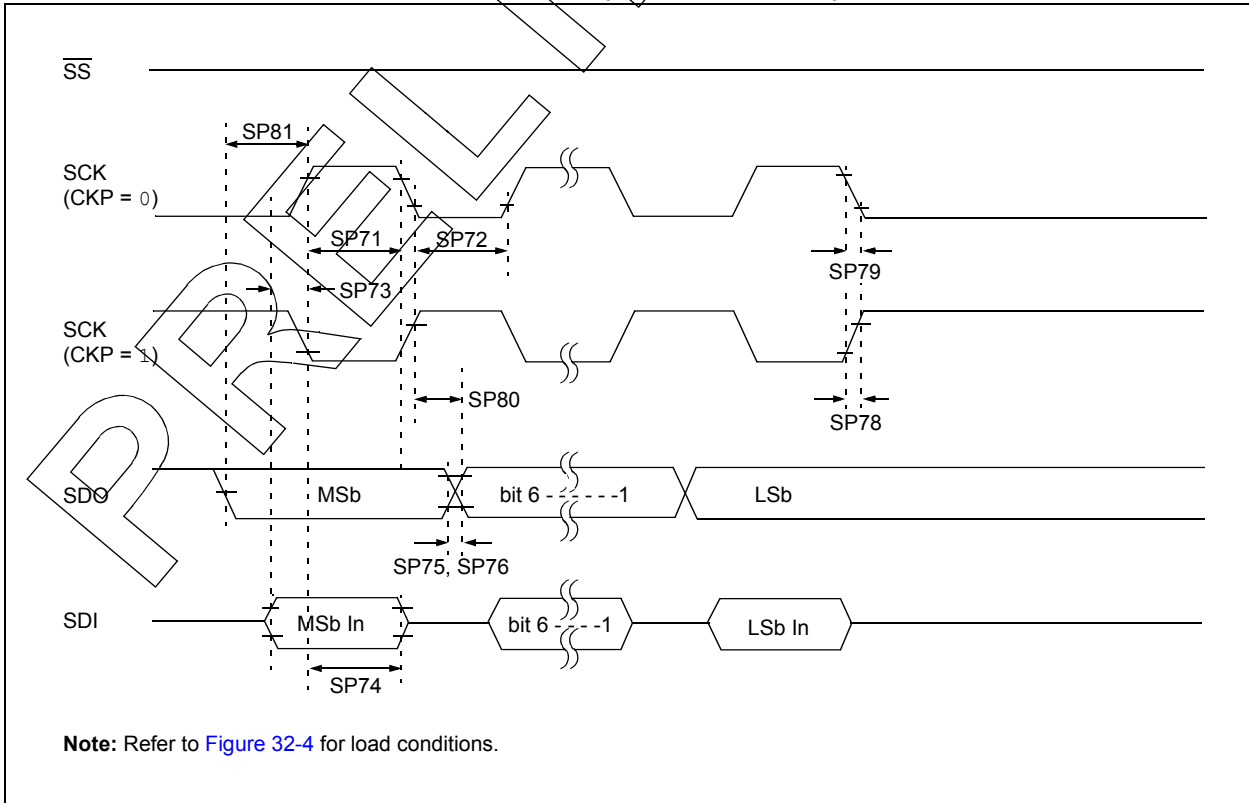 SS
SP81
SCK
(CKP = 0)
SP71 SP72
SP79
SP73
SCK
(CKP = 1)
SP80
SP78
SDO MSb bit 6 - - - - - -1 LSb
SP75, SP76
SDI MSb In bit 6 - - - -1 LSb In
SP74
Note: Refer to Figure 32-4 for load conditions.